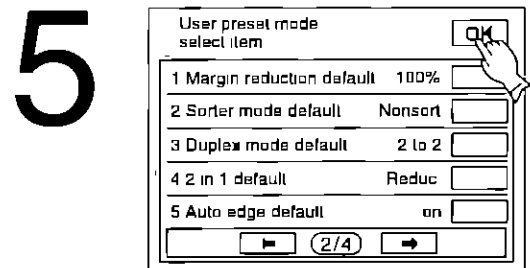 5
User preset mode
select item
OK
1 Margin reduction default 100%
2 Sorter mode default Nonsort
3 Duplex mode default 2 to 2
4 2 in 1 default Reduc
5 Auto edge default on
2/4